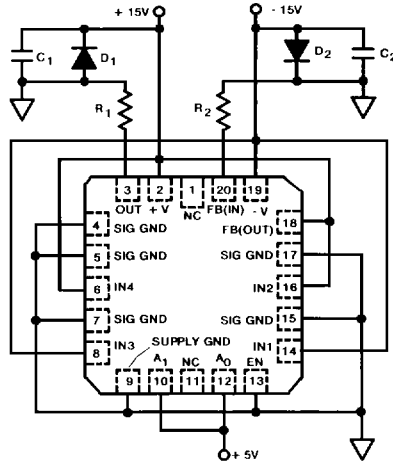 + 15V
- 15V
C1
D1
D2
C2
R1
R2
3
2
1
20
19
OUT
+ V
NC
FB(IN)
- V
4
SIG GND
18
FB(OUT)
5
SIG GND
17
SIG GND
6
IN4
16
IN2
7
SIG GND
15
SIG GND
8
IN3
14
IN1
SUPPLY GND
A1
NC
A0
EN
9
10
11
12
13
+ 5V